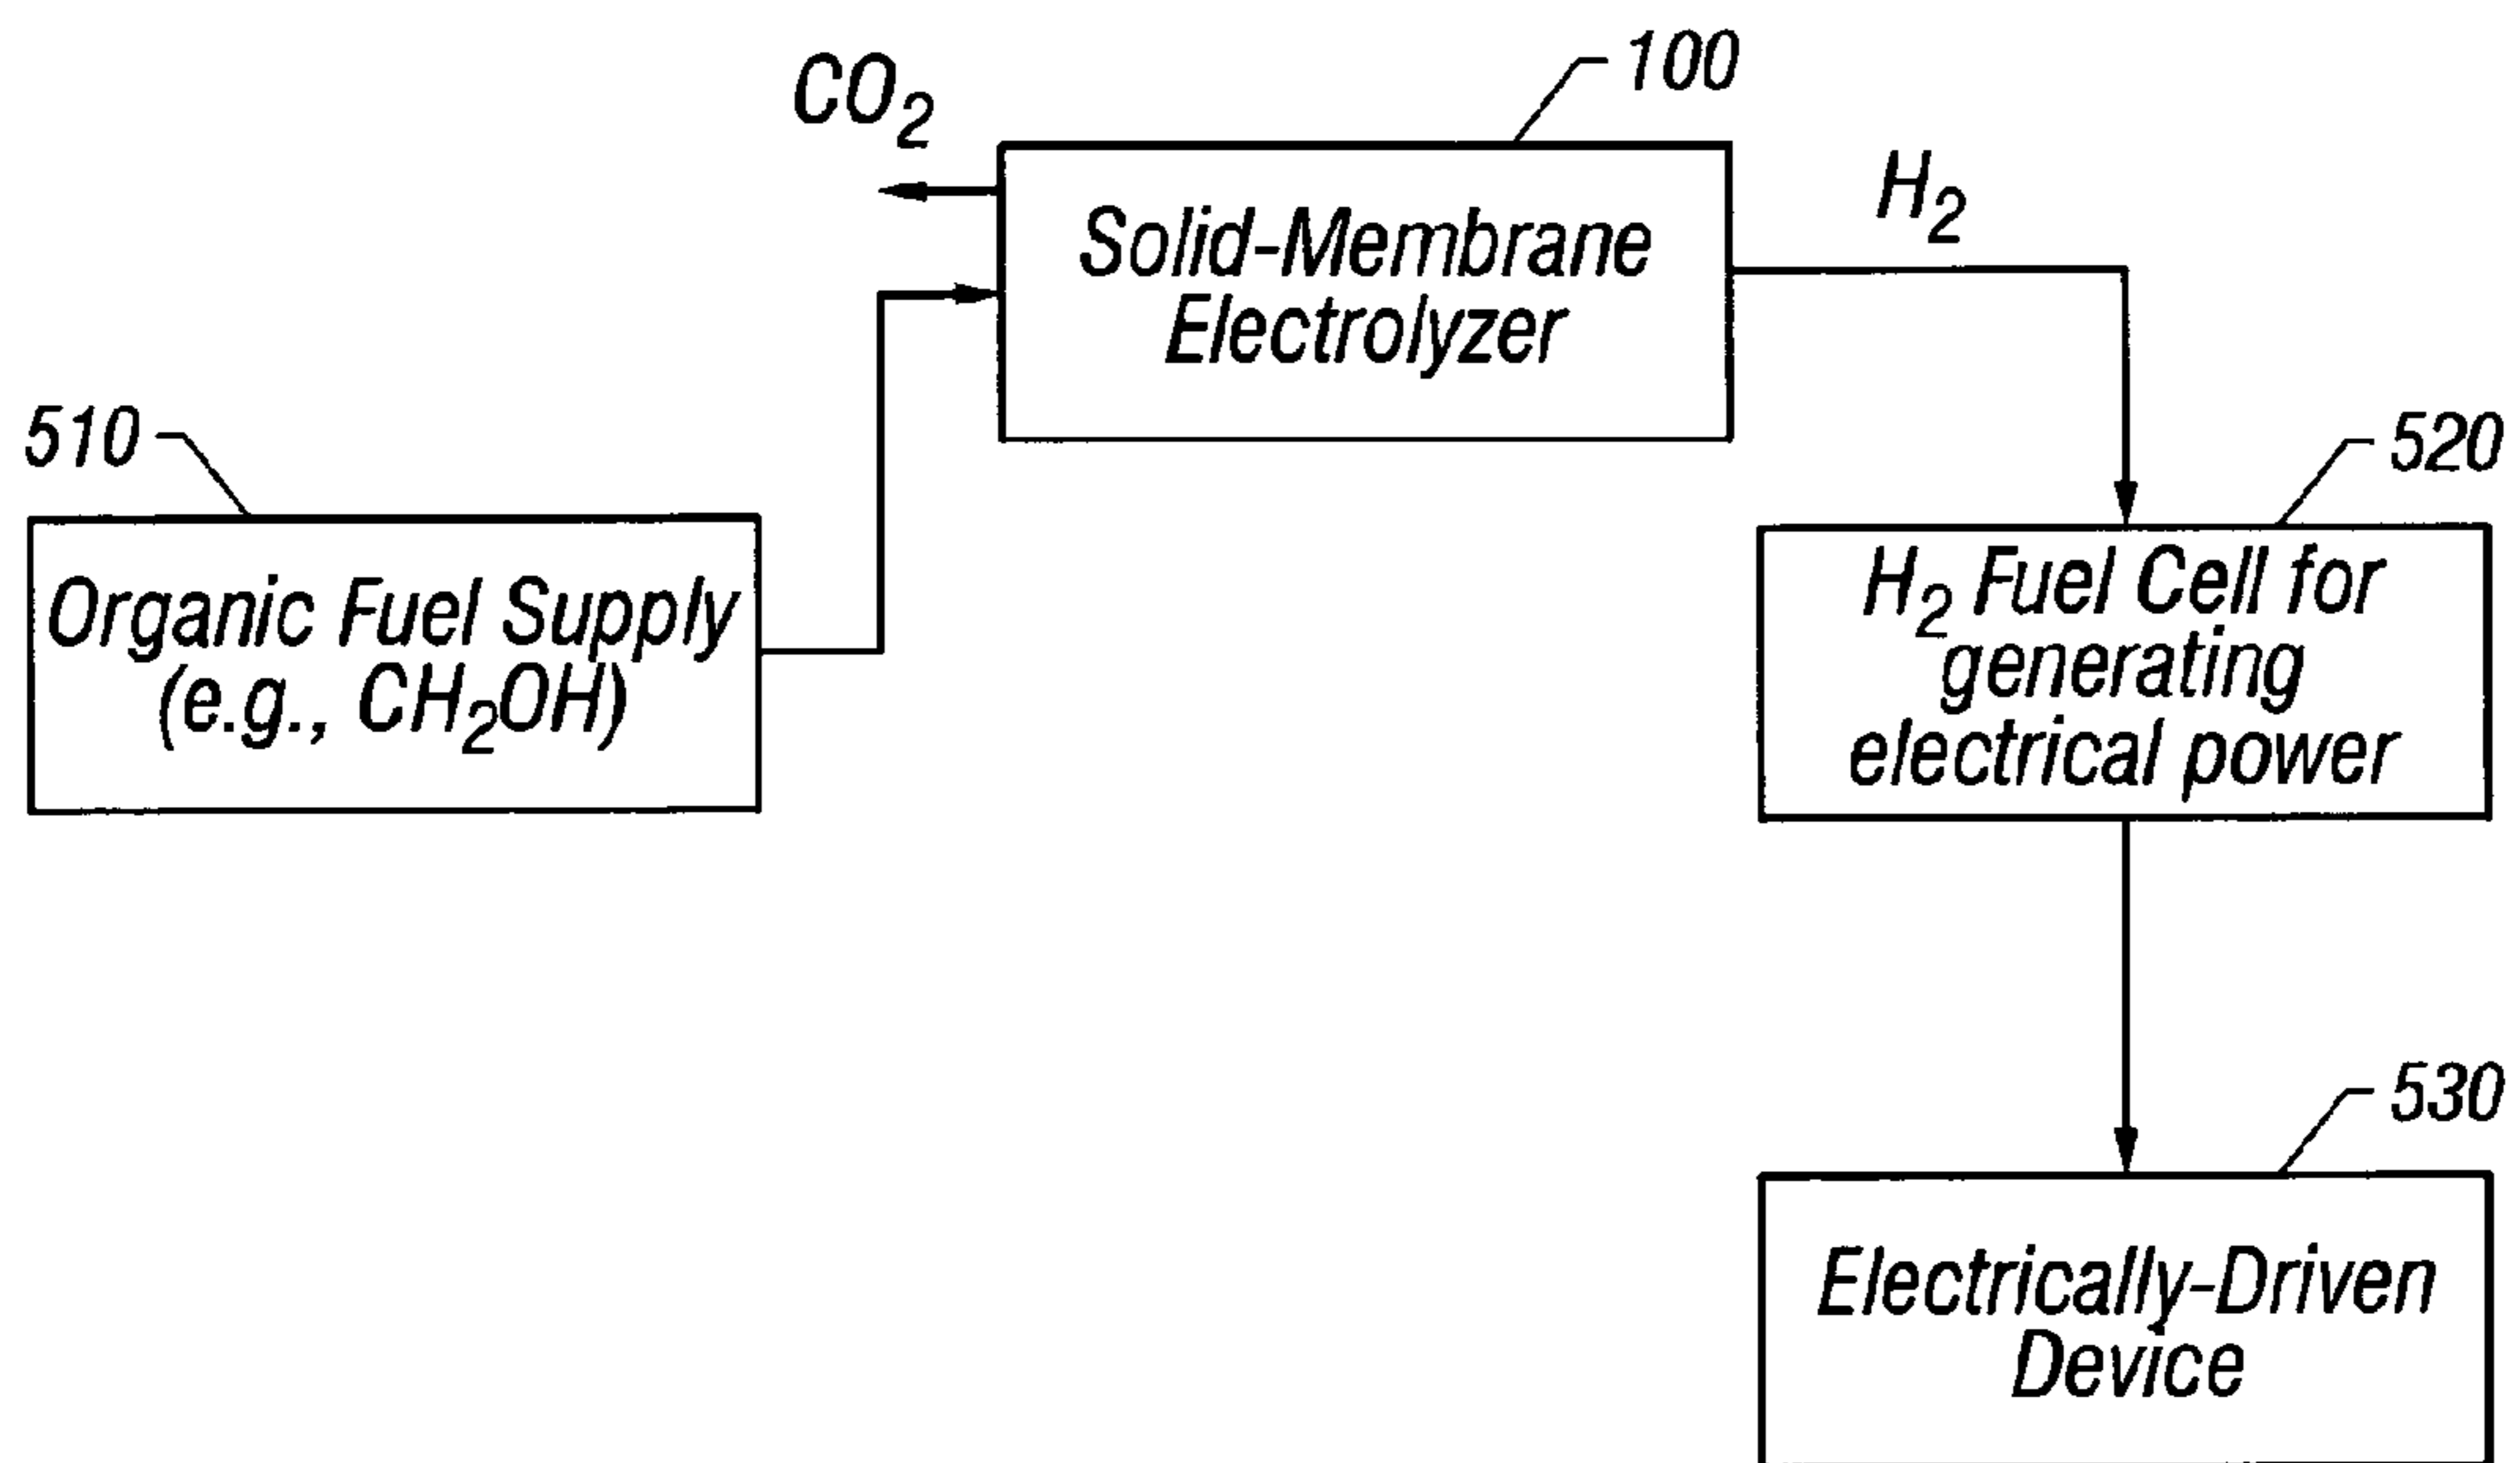 100
CO2
H2
Solid-Membrane
Electrolyzer
510
520
Organic Fuel Supply
(e.g., CH2OH)
H2 Fuel Cell for
generating
electrical power
530
Electrically-Driven
Device